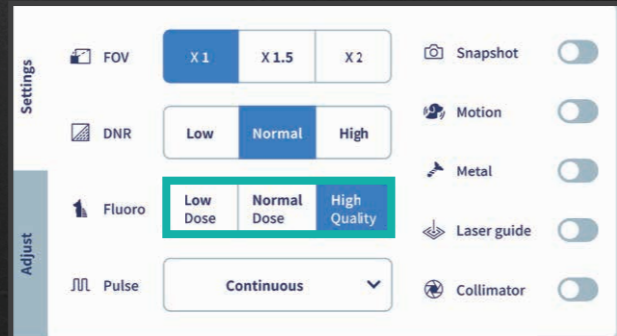 Settings
Adjust
FOV
X 1
X 1.5
X 2
DNR
Low
Normal
High
Fluoro
Low
Dose
Normal
Dose
High
Quality
Pulse
Continuous
Snapshot
Motion
Metal
Laser guide
Collimator